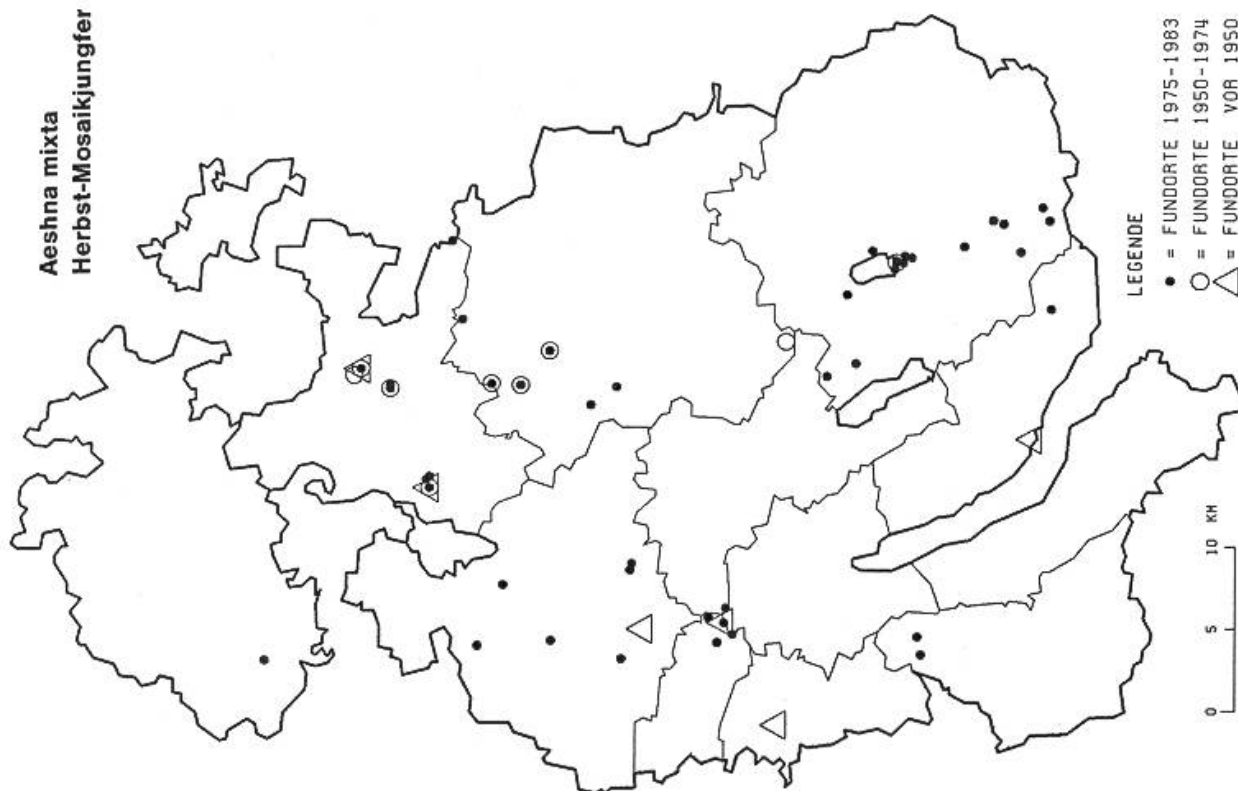 Aeshna mixta
Herbst-Mosaikjungfer
LEGENDE
● = FUNDORTE 1975-1983
○ = FUNDORTE 1950-1974
△ = FUNDORTE VOR 1950
0 5 10 KM